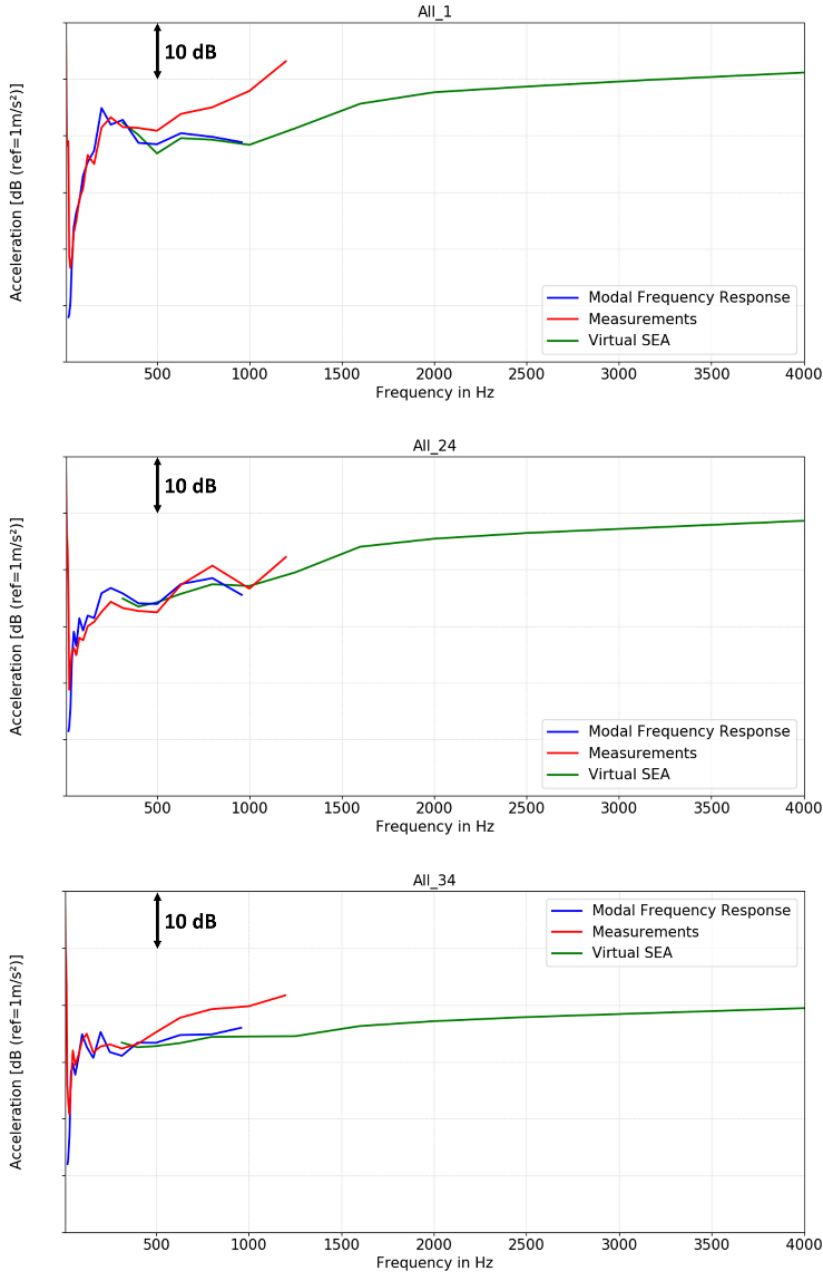 All_1
10 dB
Acceleration [dB (ref=1m/s²)]
Modal Frequency Response
Measurements
Virtual SEA
500 1000 1500 2000 2500 3000 3500 4000
Frequency in Hz
All_24
10 dB
Acceleration [dB (ref=1m/s²)]
Modal Frequency Response
Measurements
Virtual SEA
500 1000 1500 2000 2500 3000 3500 4000
Frequency in Hz
All_34
10 dB
Acceleration [dB (ref=1m/s²)]
Modal Frequency Response
Measurements
Virtual SEA
500 1000 1500 2000 2500 3000 3500 4000
Frequency in Hz